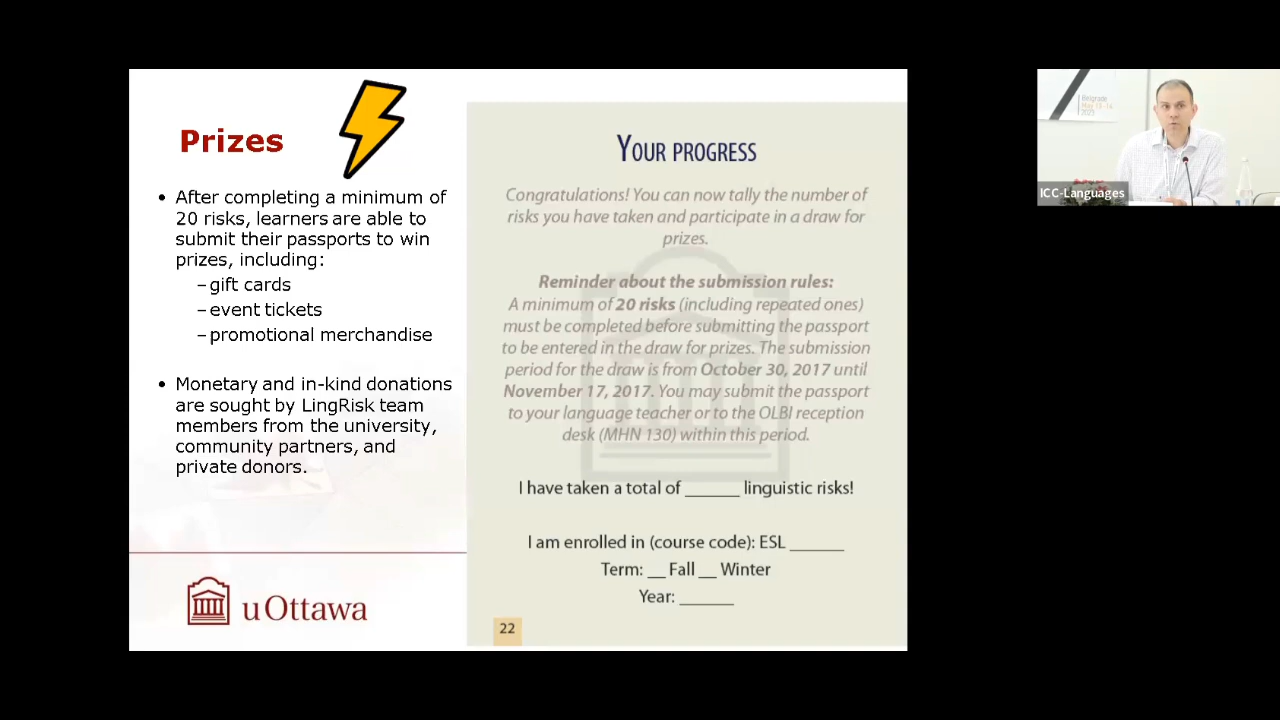 Prizes
• After completing a minimum of
20 risks, learners are able to
submit their passports to win
prizes, including:
–gift cards
–event tickets
–promotional merchandise
• Monetary and in-kind donations
are sought by LingRisk team
members from the university,
community partners, and
private donors.
uOttawa
YOUR PROGRESS
Congratulations! You can now tally the number of
risks you have taken and participate in a draw for
prizes.
Reminder about the submission rules:
A minimum of 20 risks (including repeated ones)
must be completed before submitting the passport
to be entered in the draw for prizes. The submission
period for the draw is from October 30, 2017 until
November 17, 2017. You may submit the passport
to your language teacher or to the OLBI reception
desk (MHN 130) within this period.
I have taken a total of ______ linguistic risks!
I am enrolled in (course code): ESL ______
Term: __ Fall __ Winter
Year: ______
22
Belgrade
2023
ICC-Languages